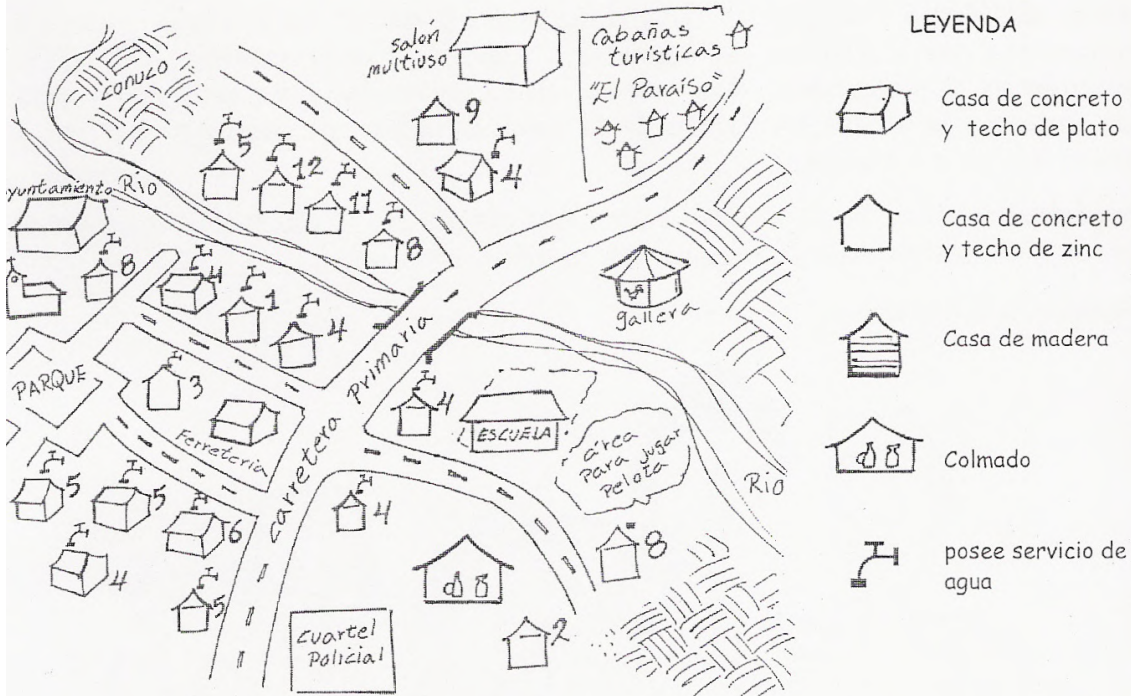 salón
multiuso
cabañas
turísticas
"El Paraíso"
conuco
9
4
5
12
11
8
yuntamiento
Rio
8
4
1
4
gallera
PARQUE
3
Ferretería
carretera Primaria
4
ESCUELA
área
para jugar
pelota
Rio
5
5
6
4
5
4
8
2
cuartel
Policial
LEYENDA
Casa de concreto
y techo de plato
Casa de concreto
y techo de zinc
Casa de madera
Colmado
posee servicio de
agua